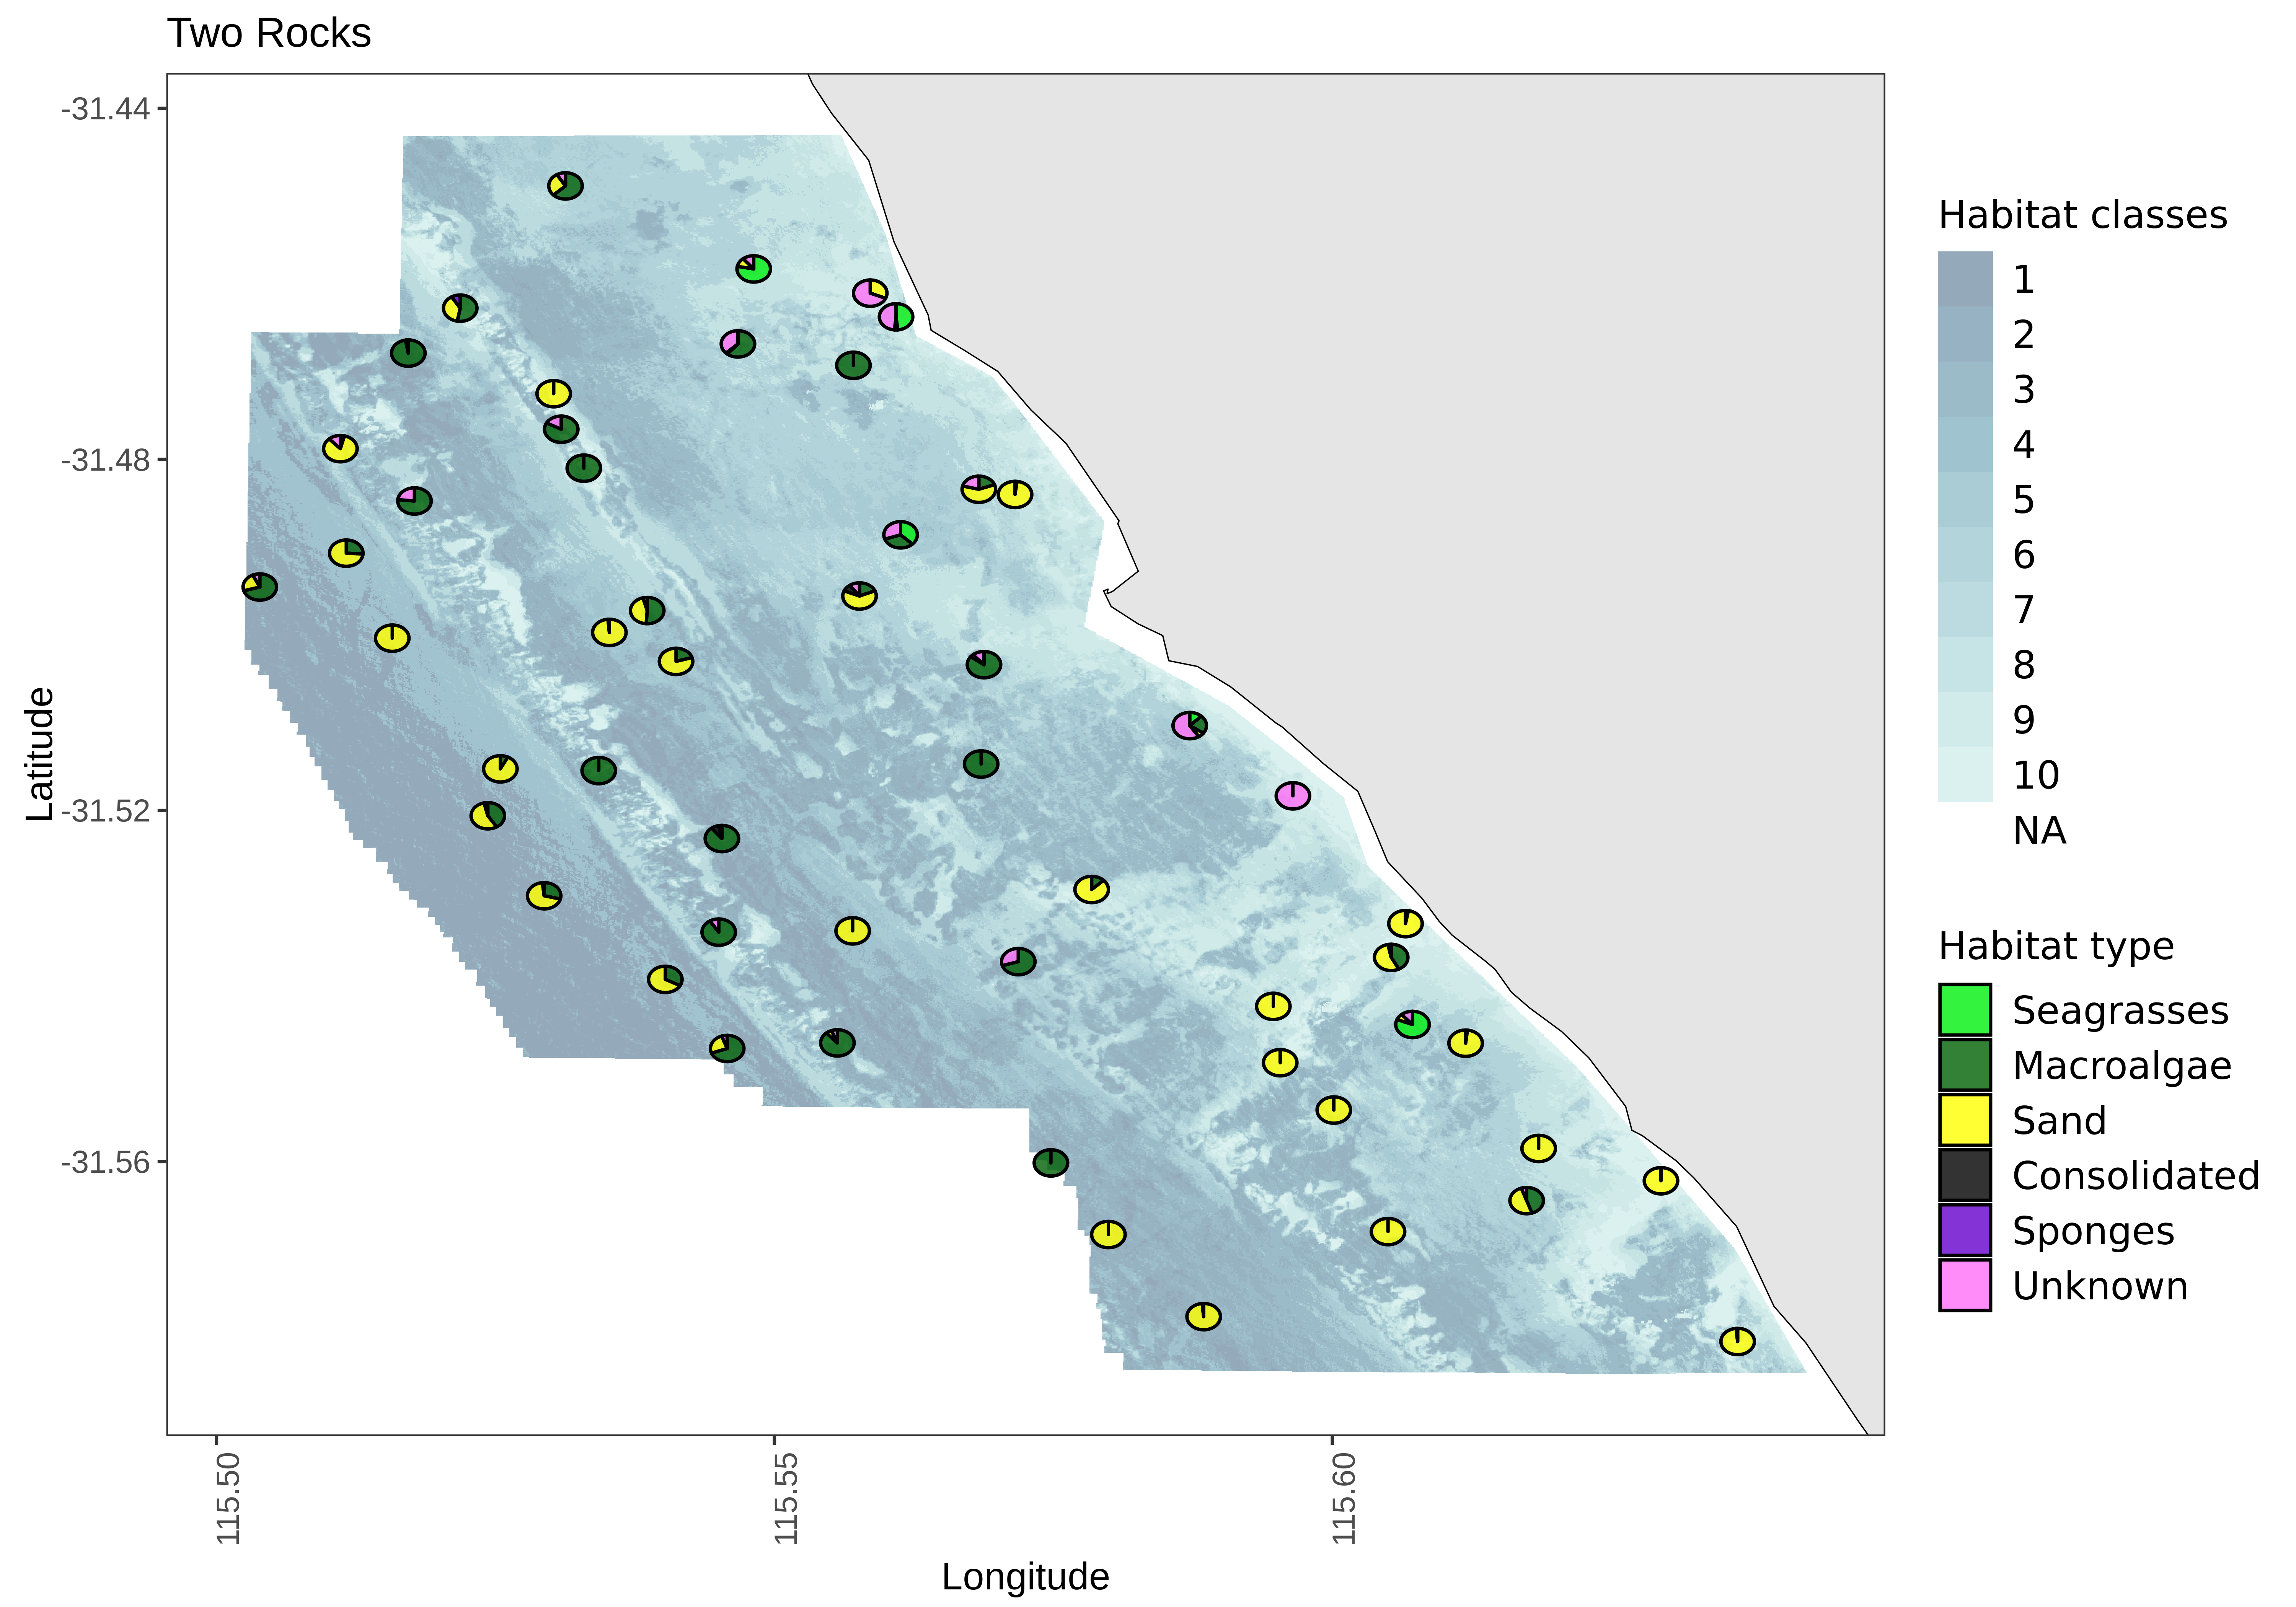 Two Rocks
-31.44
-31.48
-31.52
-31.56
Latitude
115.50
115.55
115.60
Longitude
Habitat classes
1
2
3
4
5
6
7
8
9
10
NA
Habitat type
Seagrasses
Macroalgae
Sand
Consolidated
Sponges
Unknown